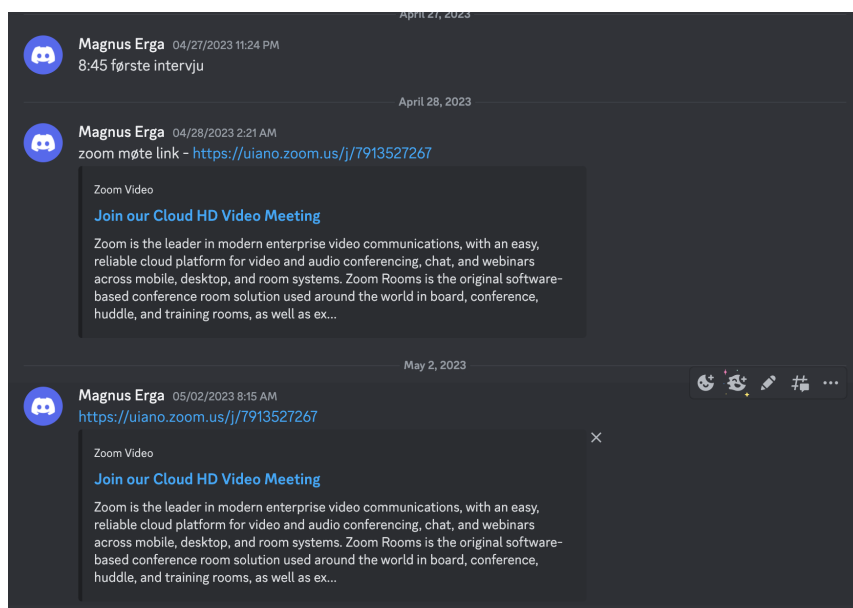 April 27, 2023
Magnus Erga 04/27/2023 11:24 PM
8:45 første intervju
April 28, 2023
Magnus Erga 04/28/2023 2:21 AM
zoom møte link - https://uiano.zoom.us/j/7913527267
Zoom Video
Join our Cloud HD Video Meeting
Zoom is the leader in modern enterprise video communications, with an easy,
reliable cloud platform for video and audio conferencing, chat, and webinars
across mobile, desktop, and room systems. Zoom Rooms is the original software-
based conference room solution used around the world in board, conference,
huddle, and training rooms, as well as ex...
May 2, 2023
Magnus Erga 05/02/2023 8:15 AM
https://uiano.zoom.us/j/7913527267
Zoom Video
Join our Cloud HD Video Meeting
Zoom is the leader in modern enterprise video communications, with an easy,
reliable cloud platform for video and audio conferencing, chat, and webinars
across mobile, desktop, and room systems. Zoom Rooms is the original software-
based conference room solution used around the world in board, conference,
huddle, and training rooms, as well as ex...